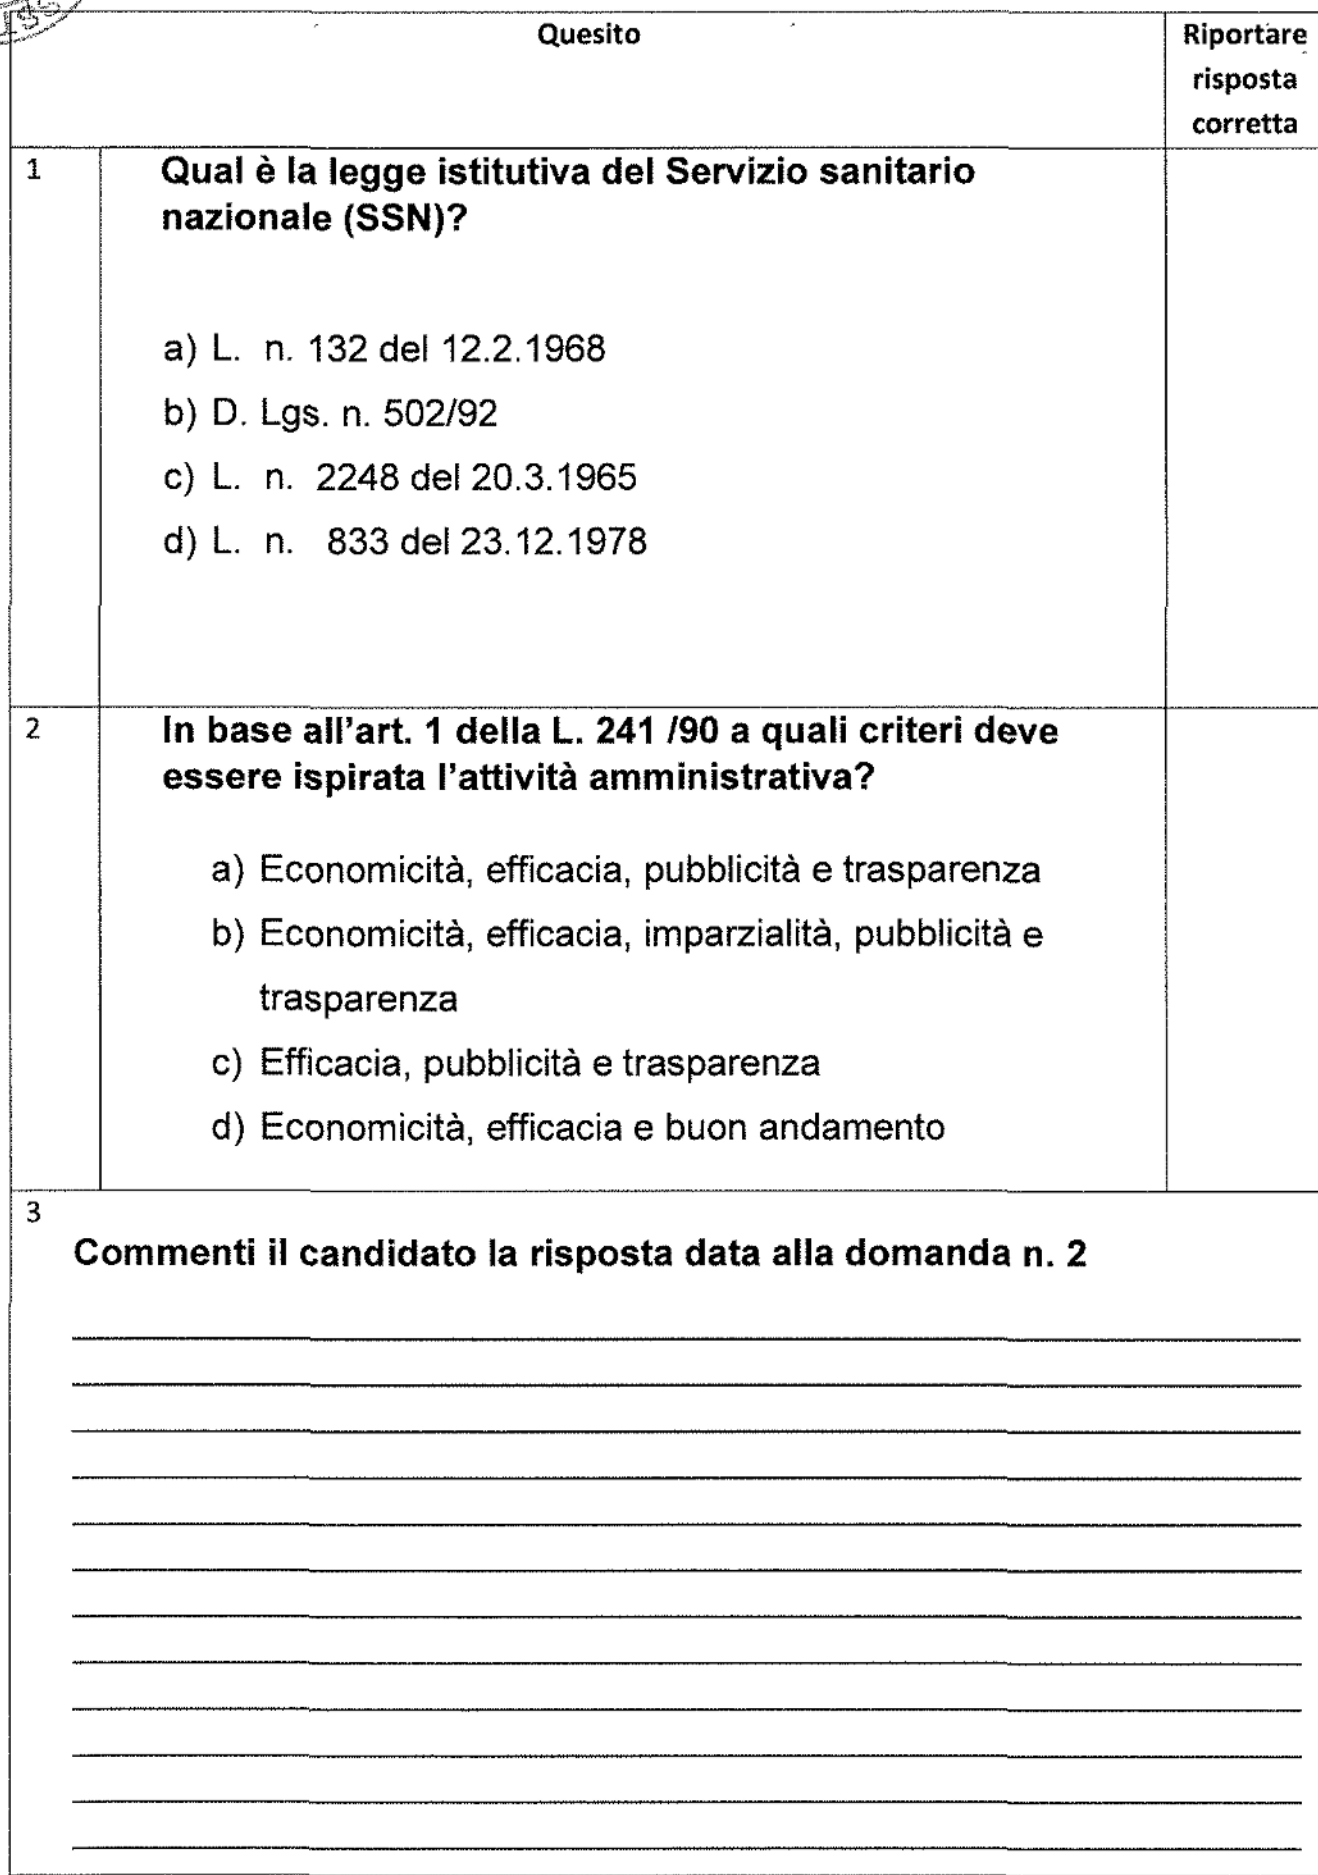 Quesito
Riportare
risposta
corretta
1
Qual è la legge istitutiva del Servizio sanitario
nazionale (SSN)?
a) L. n. 132 del 12.2.1968
b) D. Lgs. n. 502/92
c) L. n. 2248 del 20.3.1965
d) L. n. 833 del 23.12.1978
2
In base all'art. 1 della L. 241 /90 a quali criteri deve
essere ispirata l'attività amministrativa?
a) Economicità, efficacia, pubblicità e trasparenza
b) Economicità, efficacia, imparzialità, pubblicità e
trasparenza
c) Efficacia, pubblicità e trasparenza
d) Economicità, efficacia e buon andamento
3
Commenti il candidato la risposta data alla domanda n. 2